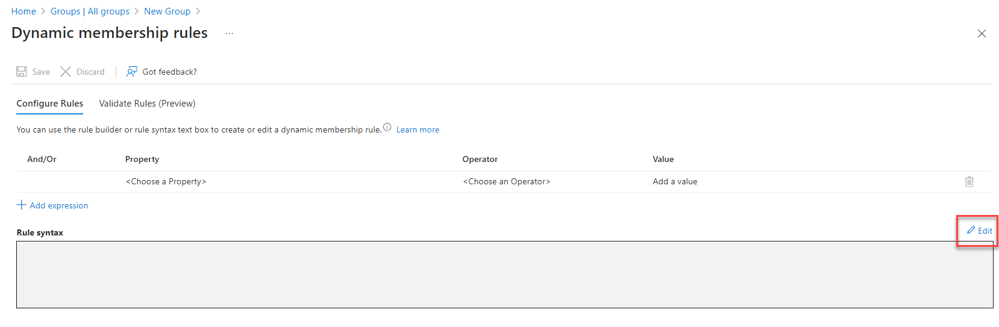 Home > Groups | All groups > New Group >
Dynamic membership rules ...
Save Discard Got feedback?
Configure Rules Validate Rules (Preview)
You can use the rule builder or rule syntax text box to create or edit a dynamic membership rule. Learn more
And/Or Property Operator Value
<Choose a Property> <Choose an Operator> Add a value
Add expression
Rule syntax Edit